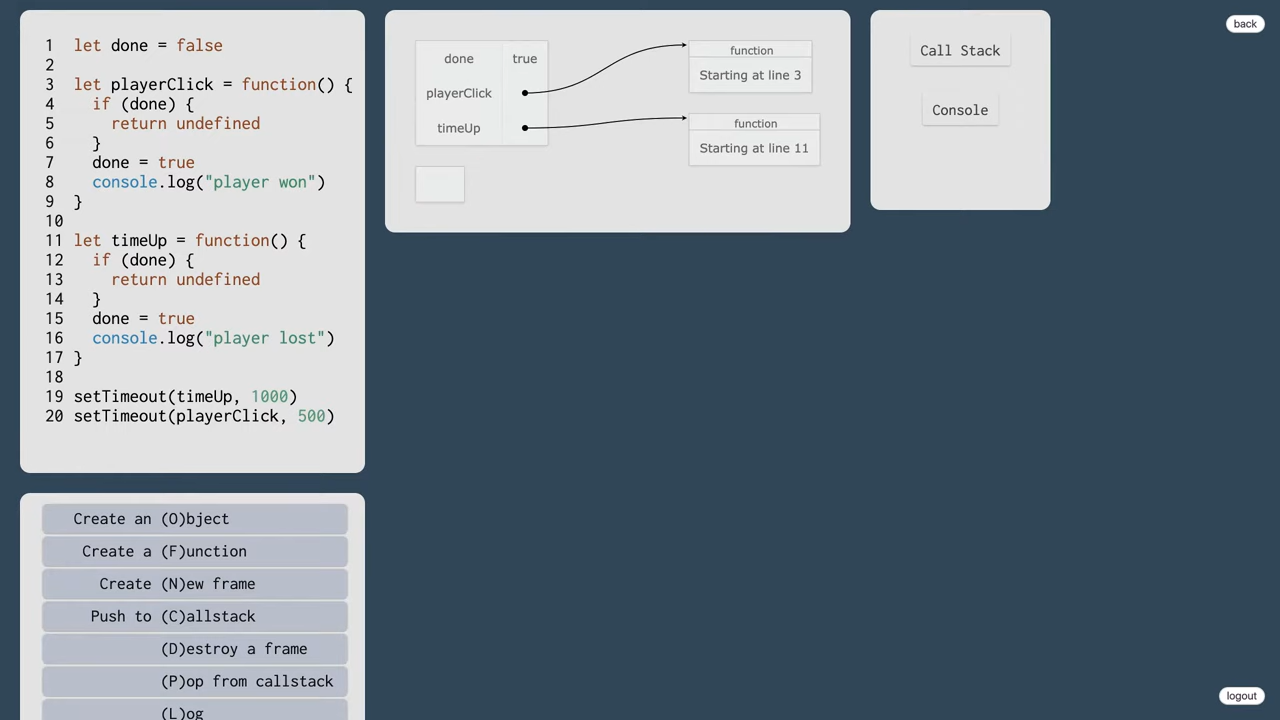 1 let done = false
2
3 let playerClick = function() {
4 if (done) {
5 return undefined
6 }
7 done = true
8 console.log("player won")
9 }
10
11 let timeUp = function() {
12 if (done) {
13 return undefined
14 }
15 done = true
16 console.log("player lost")
17 }
18
19 setTimeout(timeUp, 1000)
20 setTimeout(playerClick, 500)
Create an (O)bject
Create a (F)unction
Create (N)ew frame
Push to (C)allstack
(D)estroy a frame
(P)op from callstack
(L)og
done true
playerClick
timeUp
function
Starting at line 3
function
Starting at line 11
Call Stack
Console
back
logout